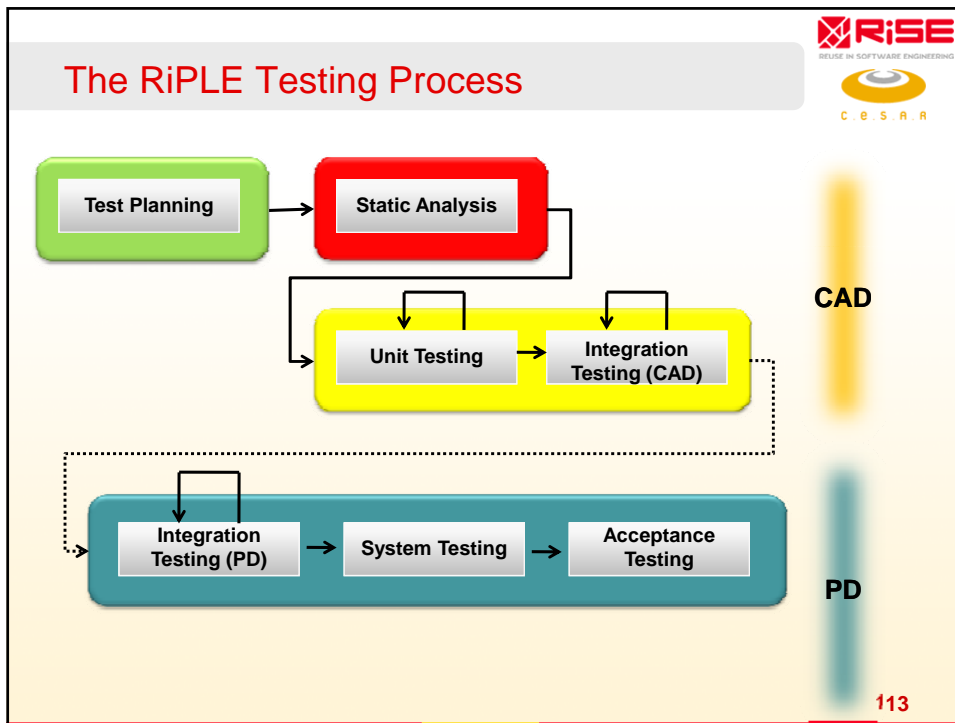 RiSE
REUSE IN SOFTWARE ENGINEERING
The RiPLE Testing Process
C . e . S . A . R
Test Planning
Static Analysis
CAD
Unit Testing
Integration
Testing (CAD)
Integration
Testing (PD)
System Testing
Acceptance
Testing
PD
113